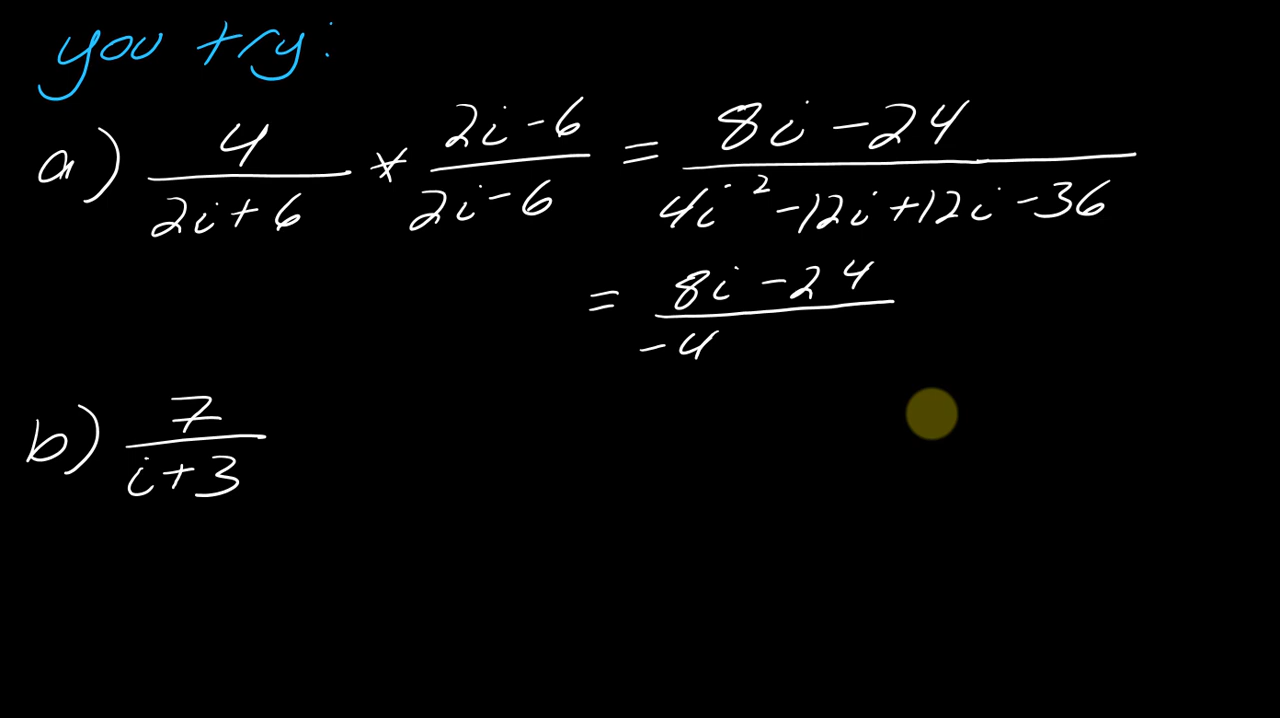 you try:
a) 4/(2i+6) * (2i-6)/(2i-6) = (8i-24)/(4i²-12i+12i-36)
= (8i-24)/(-4
b) 7/(i+3)